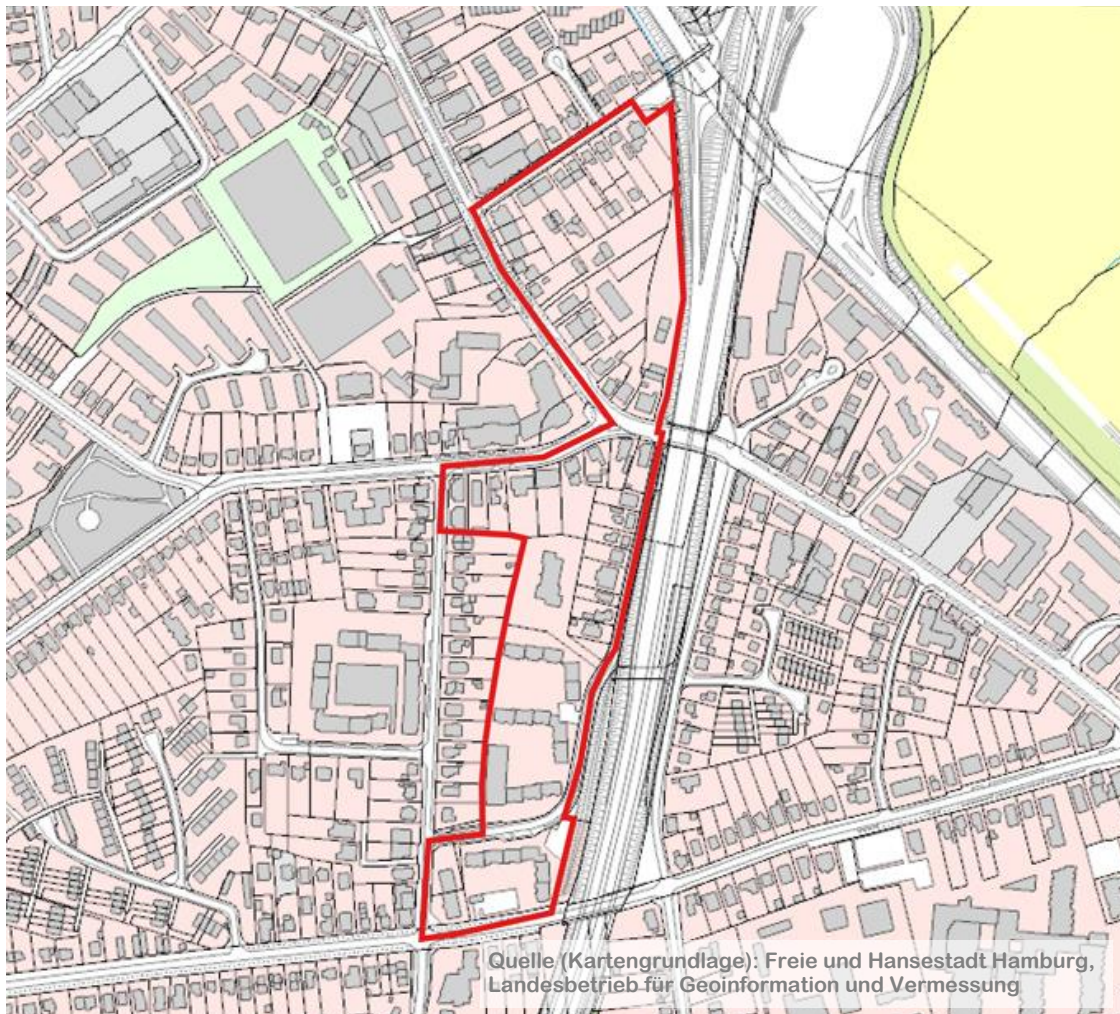 Quelle (Kartengrundlage): Freie und Hansestadt Hamburg,
Landesbetrieb für Geoinformation und Vermessung